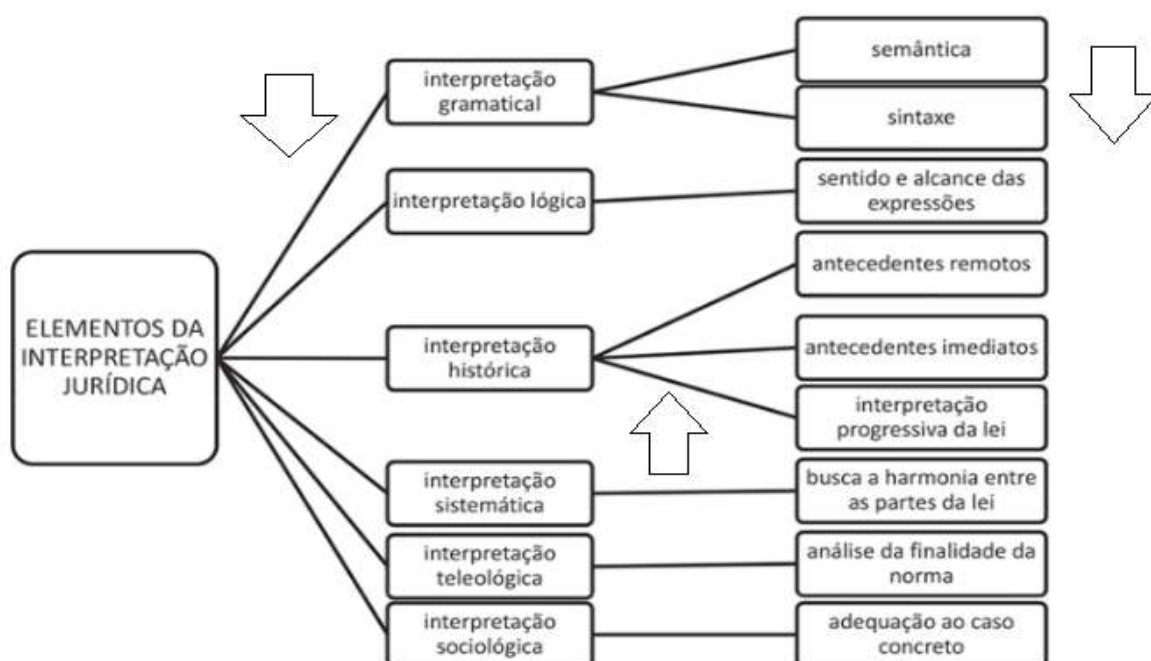 ELEMENTOS DA
INTERPRETAÇÃO
JURÍDICA
interpretação
gramatical
semântica
sintaxe
interpretação lógica
sentido e alcance das
expressões
interpretação
histórica
antecedentes remotos
antecedentes imediatos
interpretação
progressiva da lei
interpretação
sistemática
busca a harmonia entre
as partes da lei
interpretação
teleológica
análise da finalidade da
norma
interpretação
sociológica
adequação ao caso
concreto